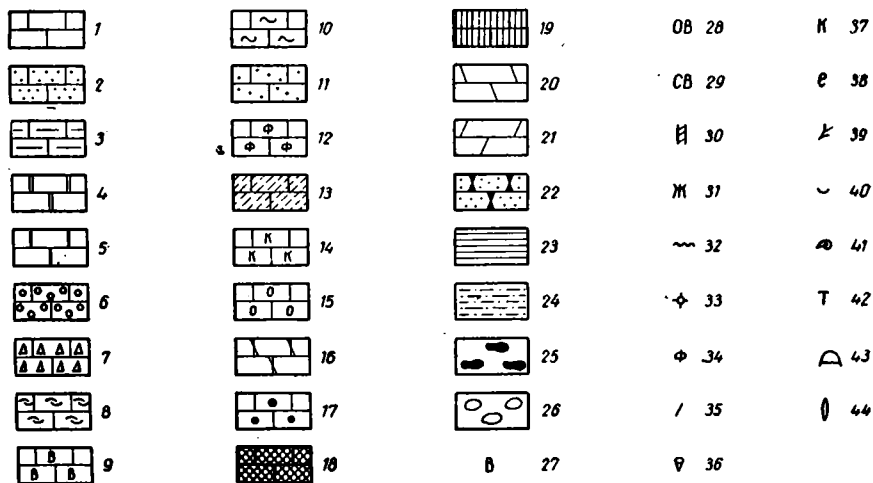 1 10 19 ОВ 28 К 37
2 11 20 СВ 29 е 38
3 12 21 30 39
4 13 22 Ж 31 40
5 14 23 32 41
6 15 24 33 Т 42
7 16 25 Ф 34 43
8 17 26 / 35 44
9 18 В 27 36